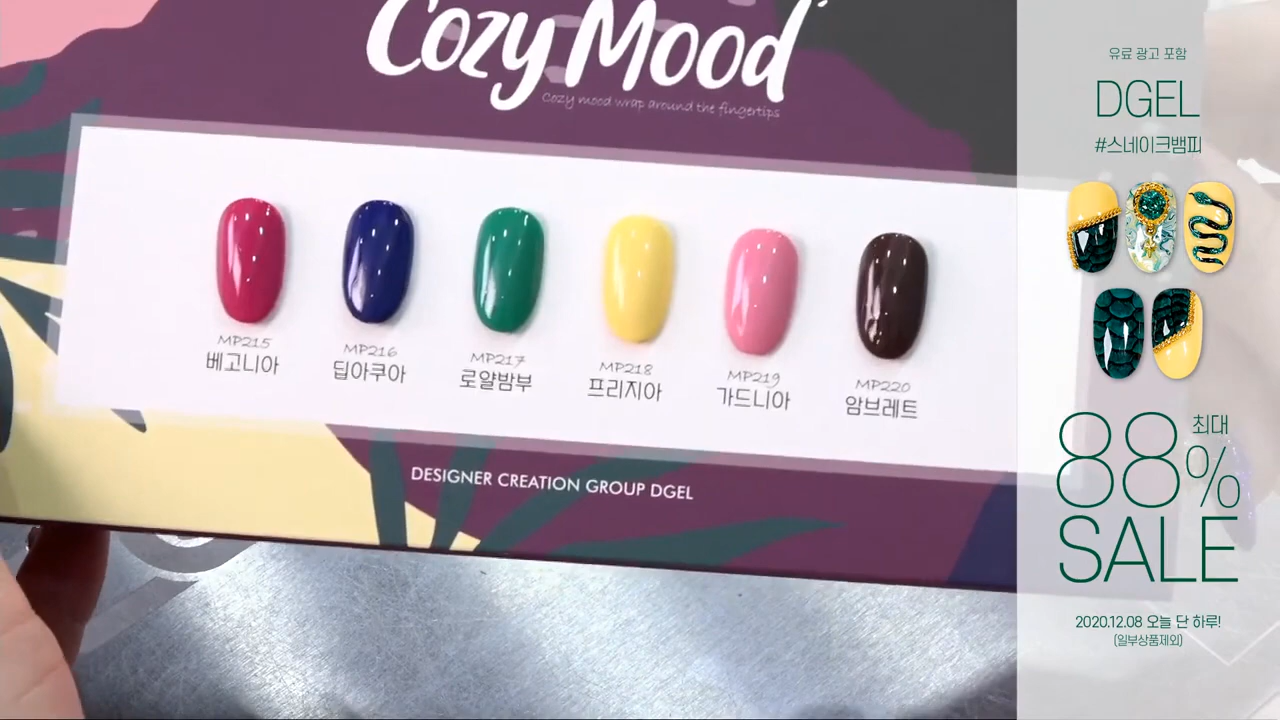 Cozy Mood
Cozy mood wrap around the fingertips
MP215
베고니아
MP216
딥아쿠아
MP217
로얄밤부
MP218
프리지아
MP219
가드니아
MP220
암브레트
DESIGNER CREATION GROUP DGEL
유료 광고 포함
DGEL
#스네이크뱀피
최대
88%
SALE
2020.12.08 오늘 단 하루!
(일부상품제외)